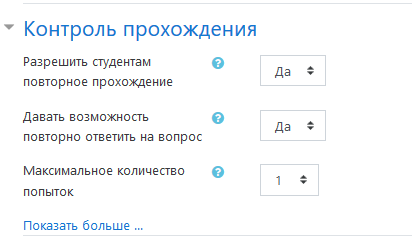 Контроль прохождения
Разрешить студентам
повторное прохождение
Да
Давать возможность
повторно ответить на вопрос
Да
Максимальное количество
попыток
1
Показать больше ...